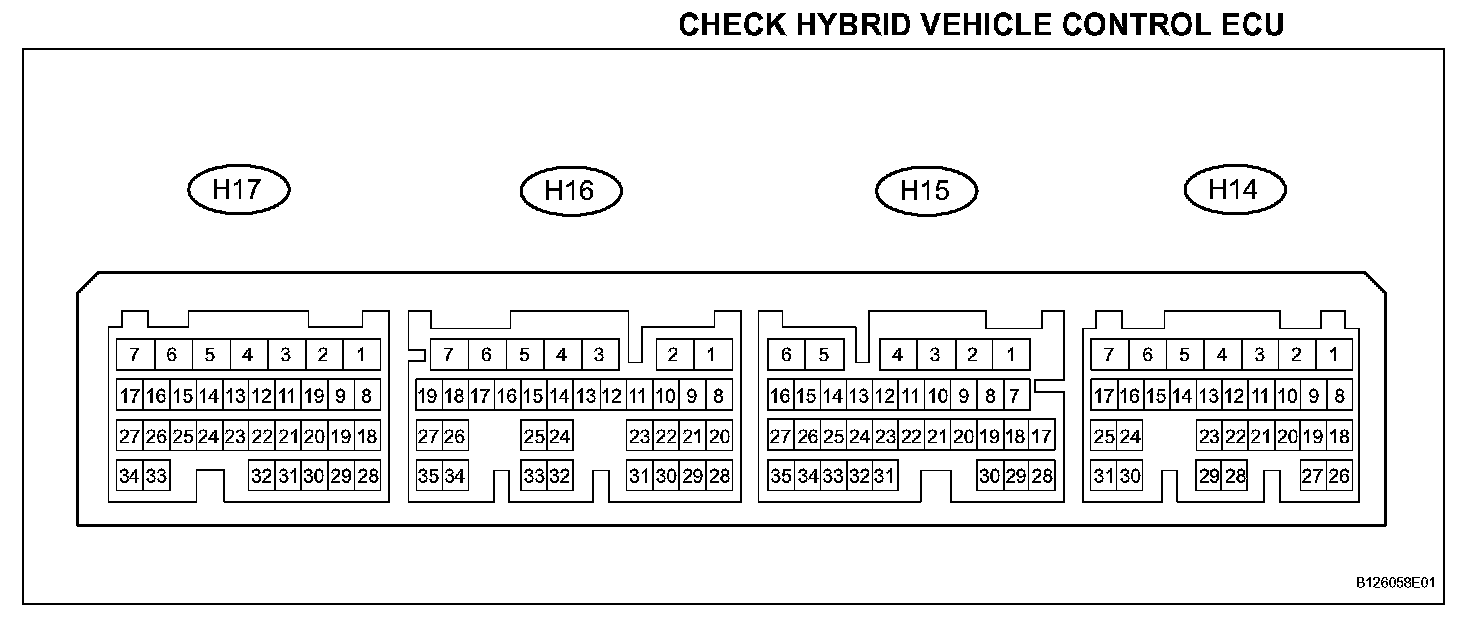 CHECK HYBRID VEHICLE CONTROL ECU
H17 H16 H15 H14
7 6 5 4 3 2 1 7 6 5 4 3 2 1 6 5 4 3 2 1 7 6 5 4 3 2 1
17 16 15 14 13 12 11 19 9 8 19 18 17 16 15 14 13 12 11 10 9 8 16 15 14 13 12 11 10 9 8 7 17 16 15 14 13 12 11 10 9 8
27 26 25 24 23 22 21 20 19 18 27 26 25 24 23 22 21 20 27 26 25 24 23 22 21 20 19 18 17 25 24 23 22 21 20 19 18
34 33 32 31 30 29 28 35 34 33 32 31 30 29 28 35 34 33 32 31 30 29 28 31 30 29 28 27 26
B126058E01